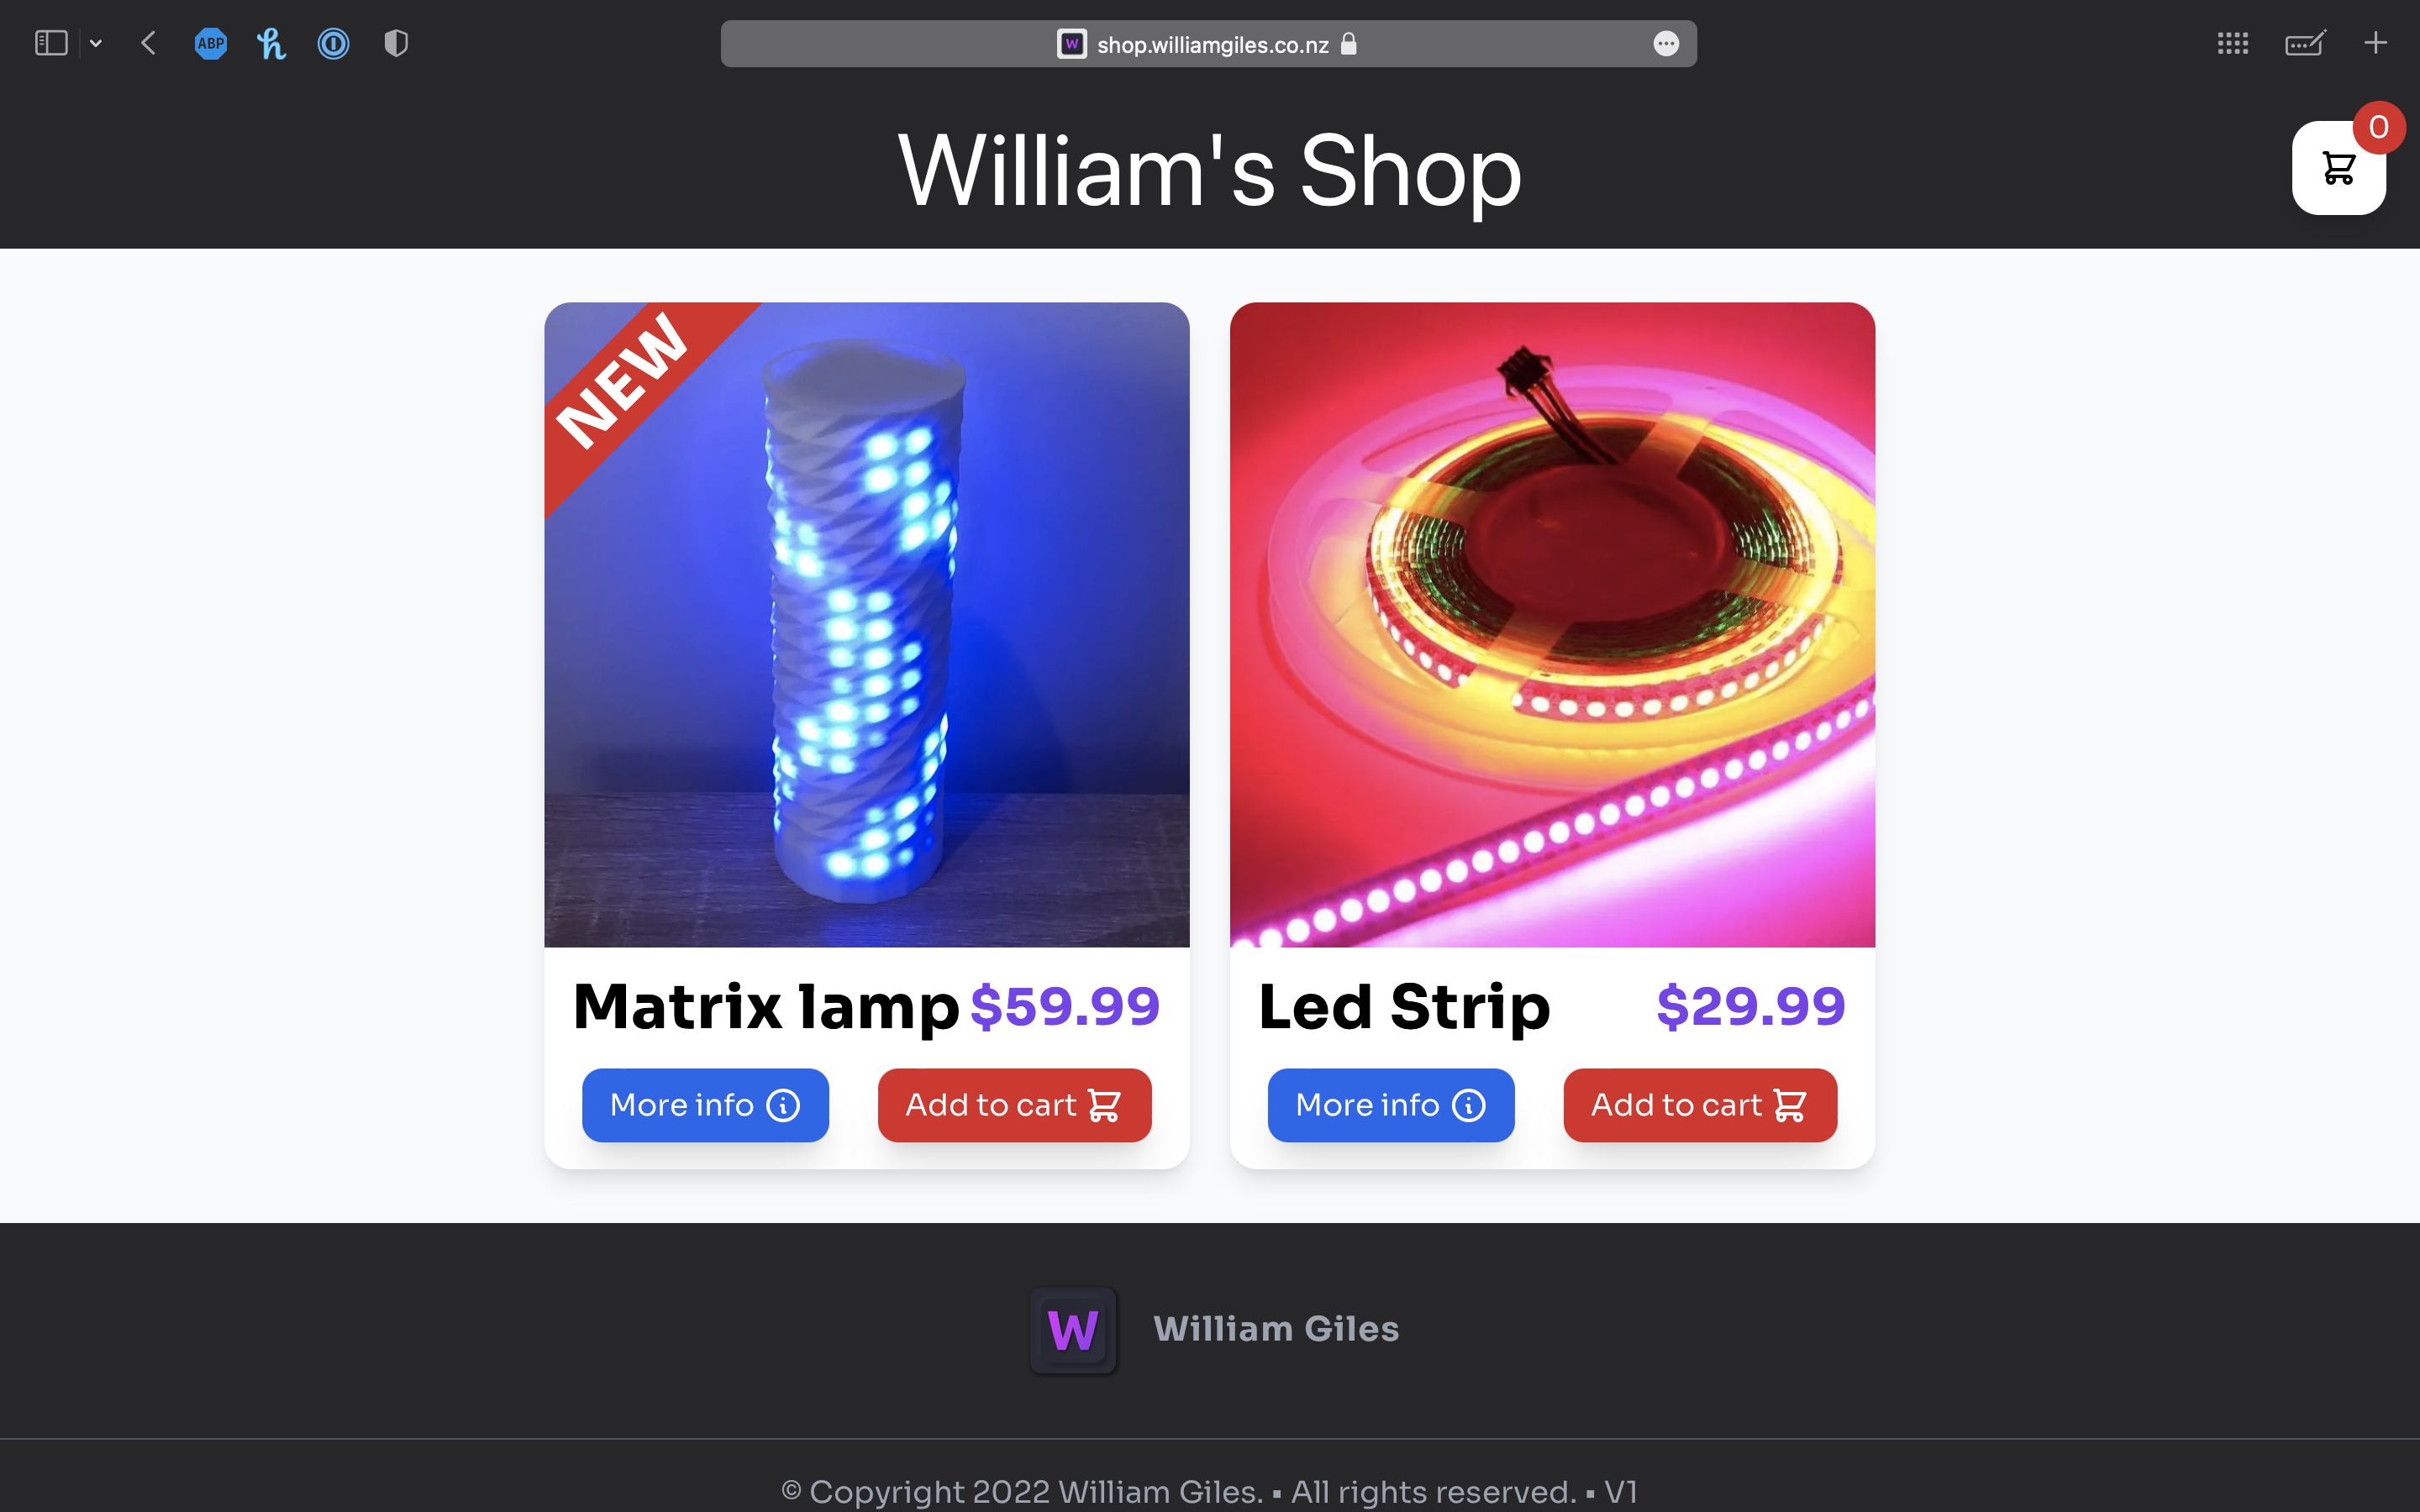 ABP
W shop.williamgiles.co.nz
William's Shop
0
NEW
Matrix lamp $59.99
More info
Add to cart
Led Strip $29.99
More info
Add to cart
W William Giles
© Copyright 2022 William Giles. ▪ All rights reserved. ▪ V1